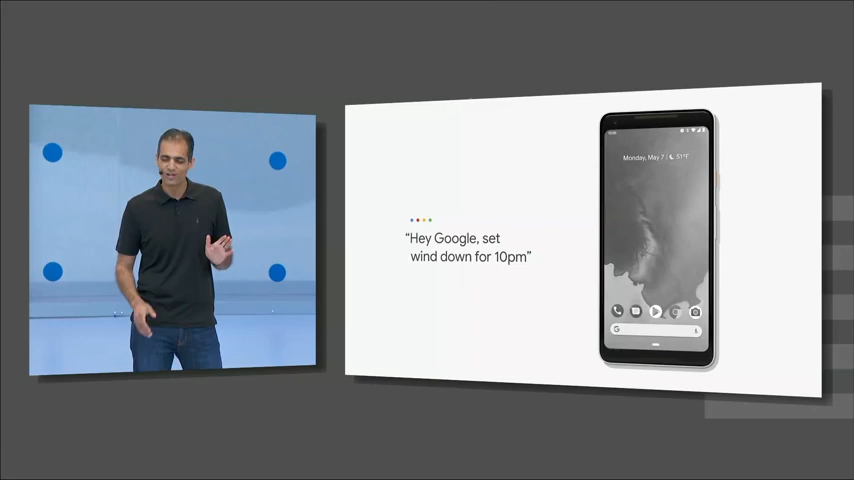 “Hey Google, set
wind down for 10pm”
Monday, May 7
51°F
G